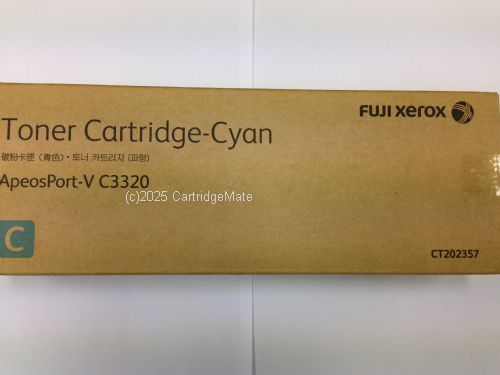 FUJI xerox
Toner Cartridge-Cyan
碳粉卡匣（青色）・토너 카트리지 (파랑)
ApeosPort-V C3320
(c)2025 CartridgeMate
C
CT202357